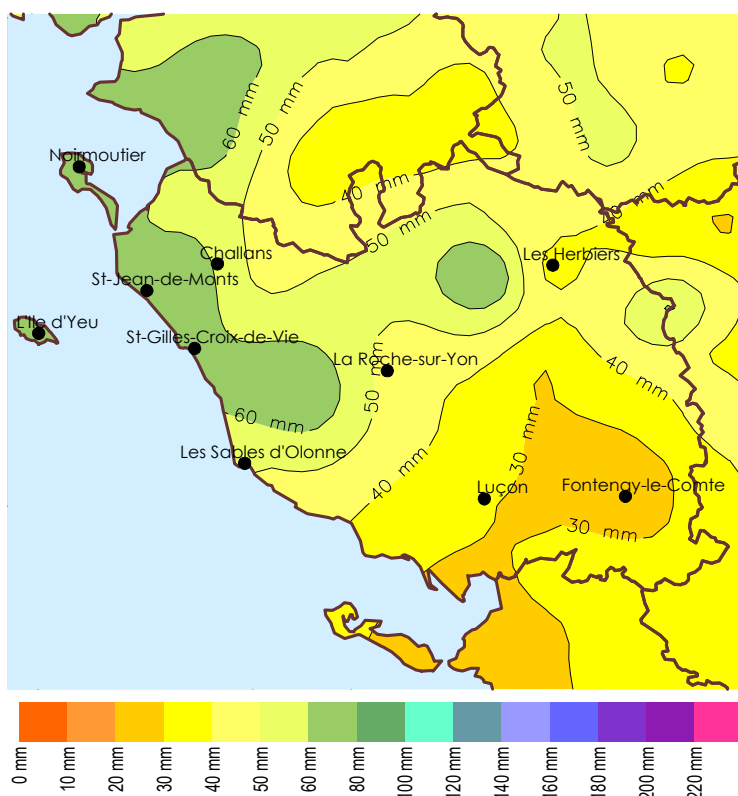 60 mm
50 mm
50 mm
Noirmoutier
40 mm
40 mm
50 mm
Challans
Les Herbiers
St-Jean-de-Monts
L'Ile d'Yeu
St-Gilles-Croix-de-Vie
La Roche-sur-Yon
50 mm
40 mm
60 mm
30 mm
Les Sables d'Olonne
40 mm
Luçon
Fontenay-le-Comte
30 mm
0 mm
10 mm
20 mm
30 mm
40 mm
50 mm
60 mm
80 mm
100 mm
120 mm
140 mm
160 mm
180 mm
200 mm
220 mm